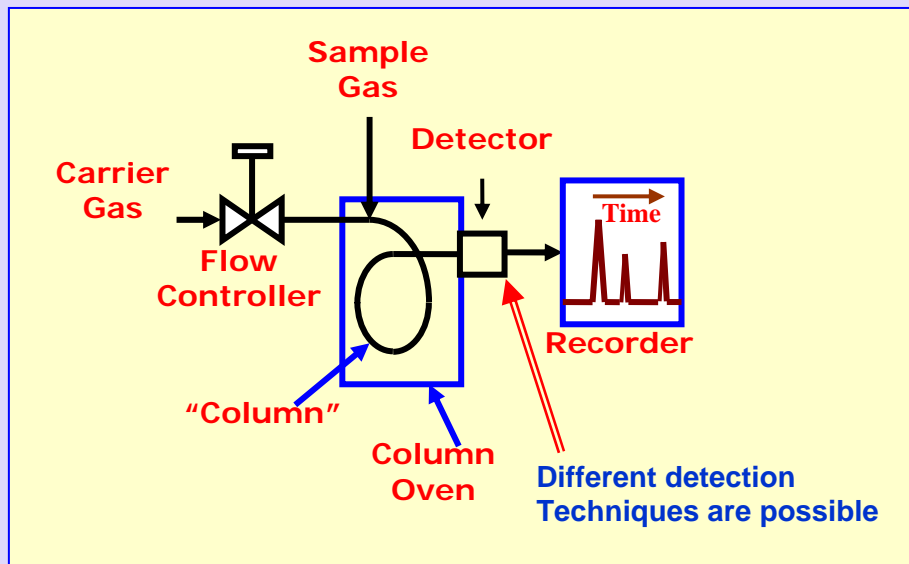 Sample
Gas
Detector
Carrier
Gas
Time
Flow
Controller
Recorder
“Column”
Column
Oven
Different detection
Techniques are possible